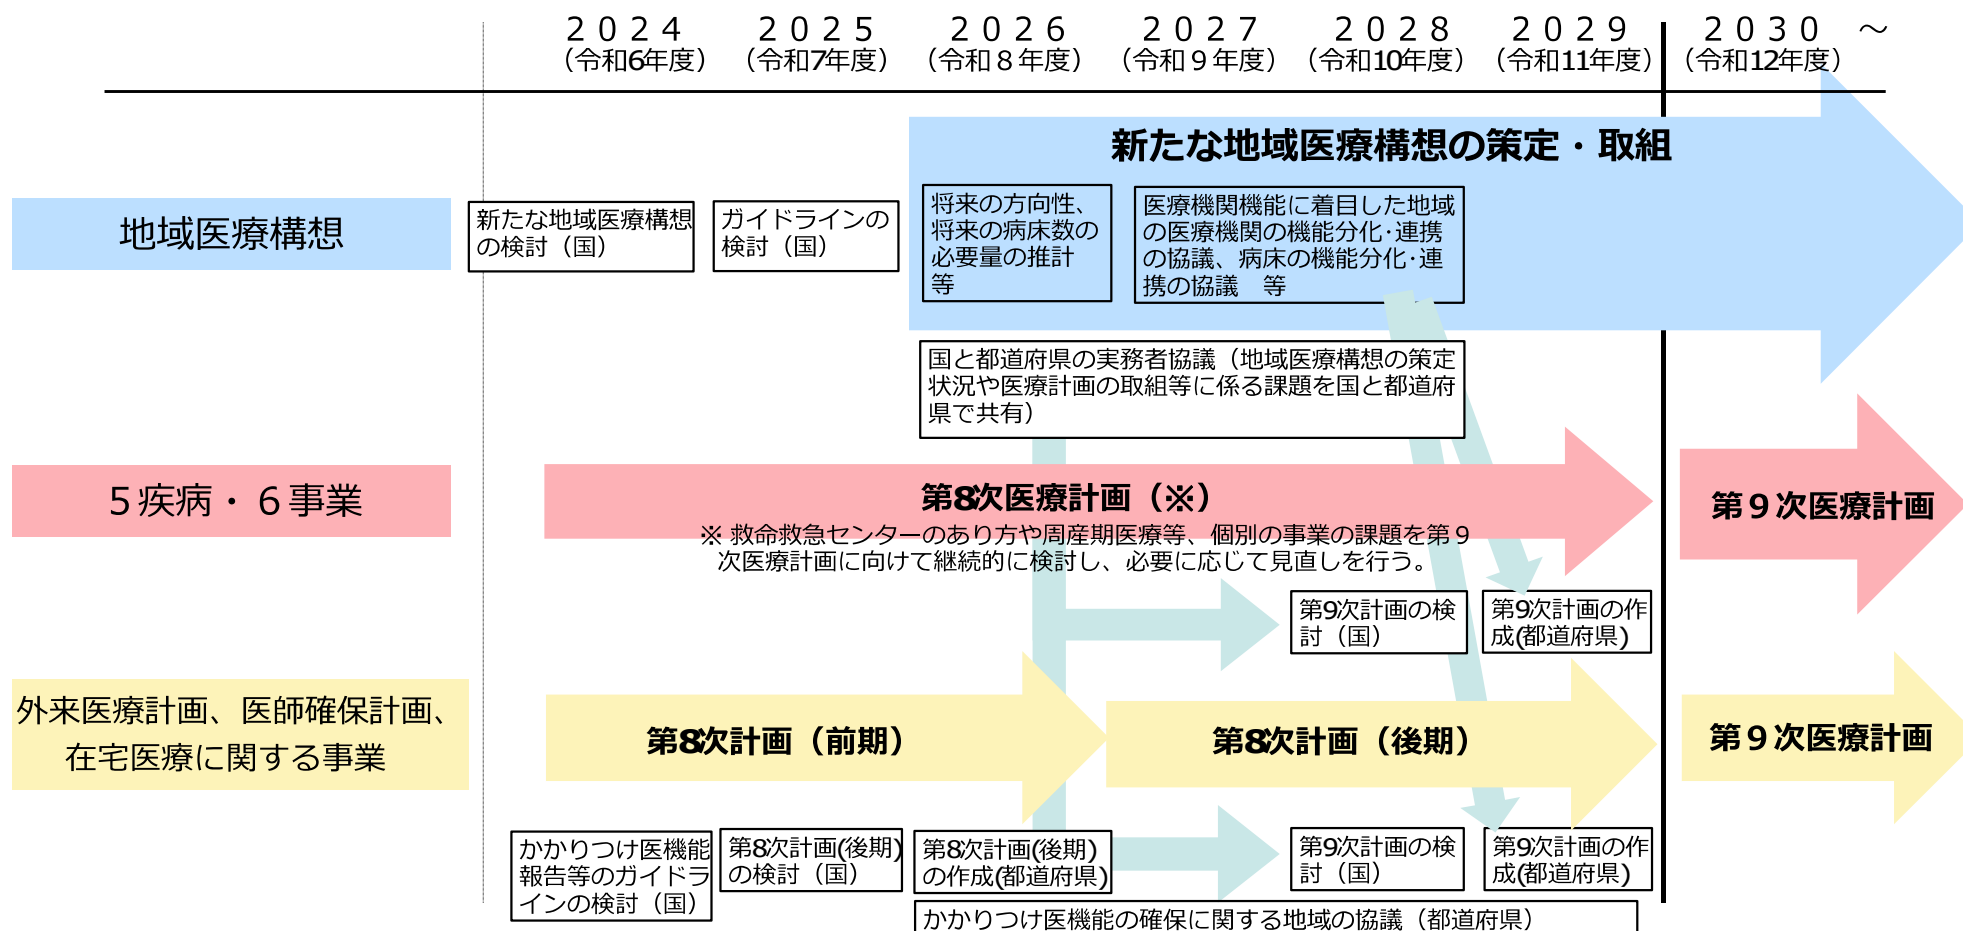 ２０２４
（令和6年度）
２０２５
（令和7年度）
２０２６
（令和８年度）
２０２７
（令和９年度）
２０２８
（令和10年度）
２０２９
（令和11年度）
２０３０　～
（令和12年度）
新たな地域医療構想の策定・取組
地域医療構想
新たな地域医療構想
の検討（国）
ガイドラインの
検討（国）
将来の方向性、
将来の病床数の
必要量の推計
等
医療機関機能に着目した地域
の医療機関の機能分化･連携
の協議、病床の機能分化･連
携の協議　等
国と都道府県の実務者協議（地域医療構想の策定
状況や医療計画の取組等に係る課題を国と都道府
県で共有）
５疾病・６事業
第8次医療計画（※）
※ 救命救急センターのあり方や周産期医療等、個別の事業の課題を第９
次医療計画に向けて継続的に検討し、必要に応じて見直しを行う。
第９次医療計画
第9次計画の検
討（国）
第9次計画の作
成(都道府県)
外来医療計画、医師確保計画、
在宅医療に関する事業
第8次計画（前期）
第8次計画（後期）
第９次医療計画
かかりつけ医機能
報告等のガイドラ
インの検討（国）
第8次計画(後期)
の検討（国）
第8次計画(後期)
の作成(都道府県)
第9次計画の検
討（国）
第9次計画の作
成(都道府県)
かかりつけ医機能の確保に関する地域の協議（都道府県）